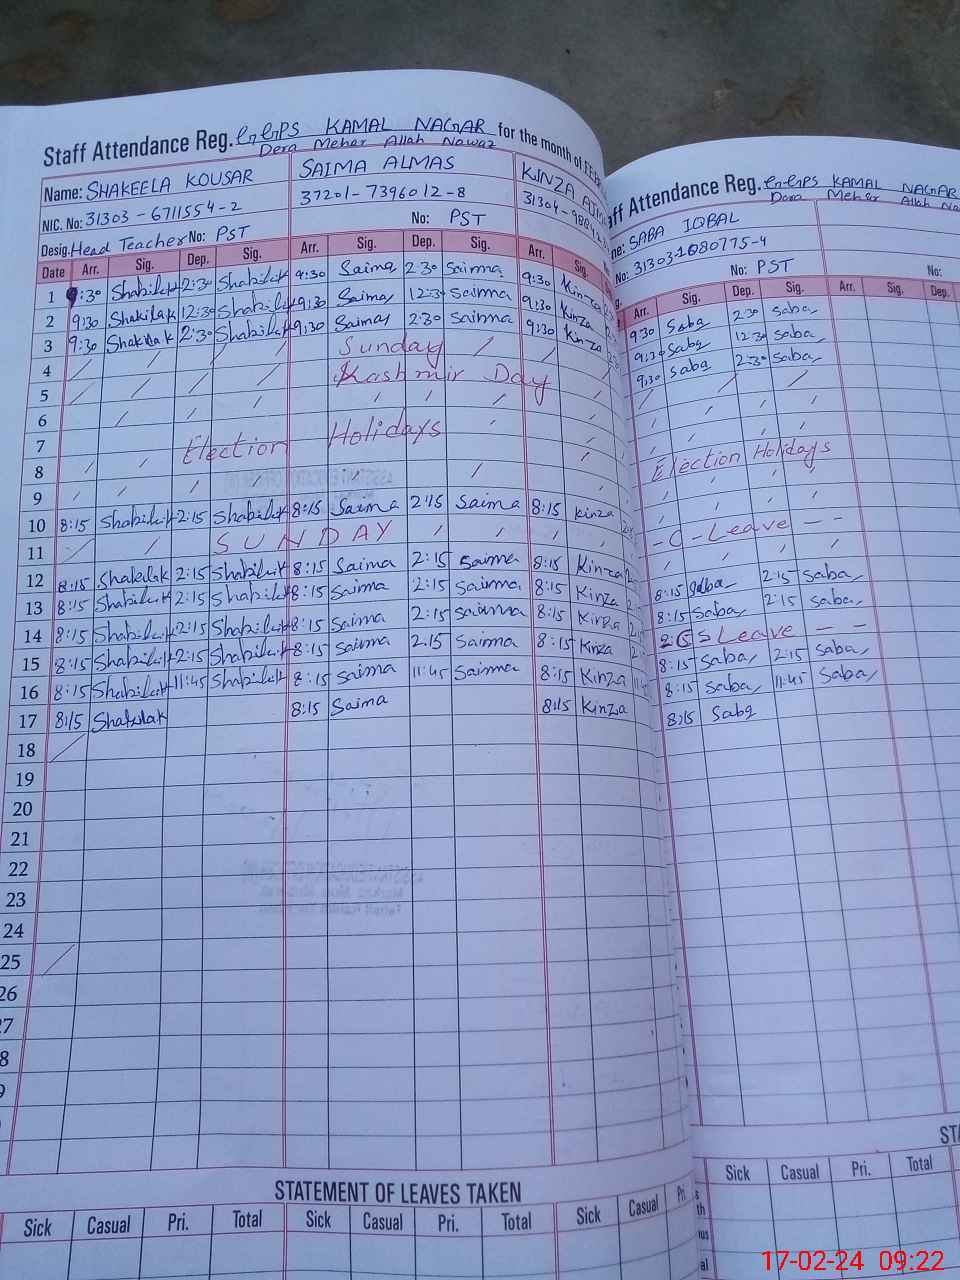 Staff Attendance Reg. GGPS KAMAL NAGAR for the month of FEB
Dera Mehar Allah Nawaz
Name: SHAKEELA KOUSAR SAIMA ALMAS KINZA
NIC. No: 31303-6711554-2 37201-7396012-8
Desig. Head Teacher No: PST No: PST
Date Arr. Sig. Dep. Sig. Arr. Sig. Dep. Sig. Arr. Sig.
1 9:30 Shakilak 2:30 Shakilak 9:30 Saima 2:30 Saima 9:30 Kinza
2 9:30 Shakilak 12:30 Shakilak 9:30 Saima 12:30 Saima 9:30 Kinza
3 9:30 Shakilak 2:30 Shakilak 9:30 Saima 2:30 Saima 9:30 Kinza
4 Sunday
5 Kashmir Day
6
7 Election Holidays
8
9
10 8:15 Shakilak 2:15 Shakilak 8:15 Saima 2:15 Saima 8:15 Kinza
11 SUNDAY
12 8:15 Shakilak 2:15 Shakilak 8:15 Saima 2:15 Saima 8:15 Kinza
13 8:15 Shakilak 2:15 Shakilak 8:15 Saima 2:15 Saima 8:15 Kinza
14 8:15 Shakilak 2:15 Shakilak 8:15 Saima 2:15 Saima 8:15 Kinza
15 8:15 Shakilak 2:15 Shakilak 8:15 Saima 2:15 Saima 8:15 Kinza
16 8:15 Shakilak 11:45 Shakilak 8:15 Saima 11:45 Saima 8:15 Kinza
17 8:15 Shakilak 8:15 Saima 8:15 Kinza
18
19
20
21
22
23
24
25
26
STATEMENT OF LEAVES TAKEN
Sick Casual Pri. Total Sick Casual Pri. Total Sick Casual Pri.
Attendance Reg. GGPS KAMAL NAGAR
Dera Mehar Allah
SABA IQBAL
No: 31303-1080775-4
No: PST No:
Arr. Sig. Dep. Sig. Arr. Sig. Dep.
9:30 Saba 2:30 Saba
9:30 Saba 12:30 Saba
9:30 Saba 2:30 Saba
Election Holidays
-C-Leave - -
8:15 Saba 2:15 Saba
8:15 Saba 2:15 Saba
Leave - -
8:15 Saba 2:15 Saba
8:15 Saba 11:45 Saba
8:15 Saba
Sick Casual Pri. Total
17-02-24 09:22